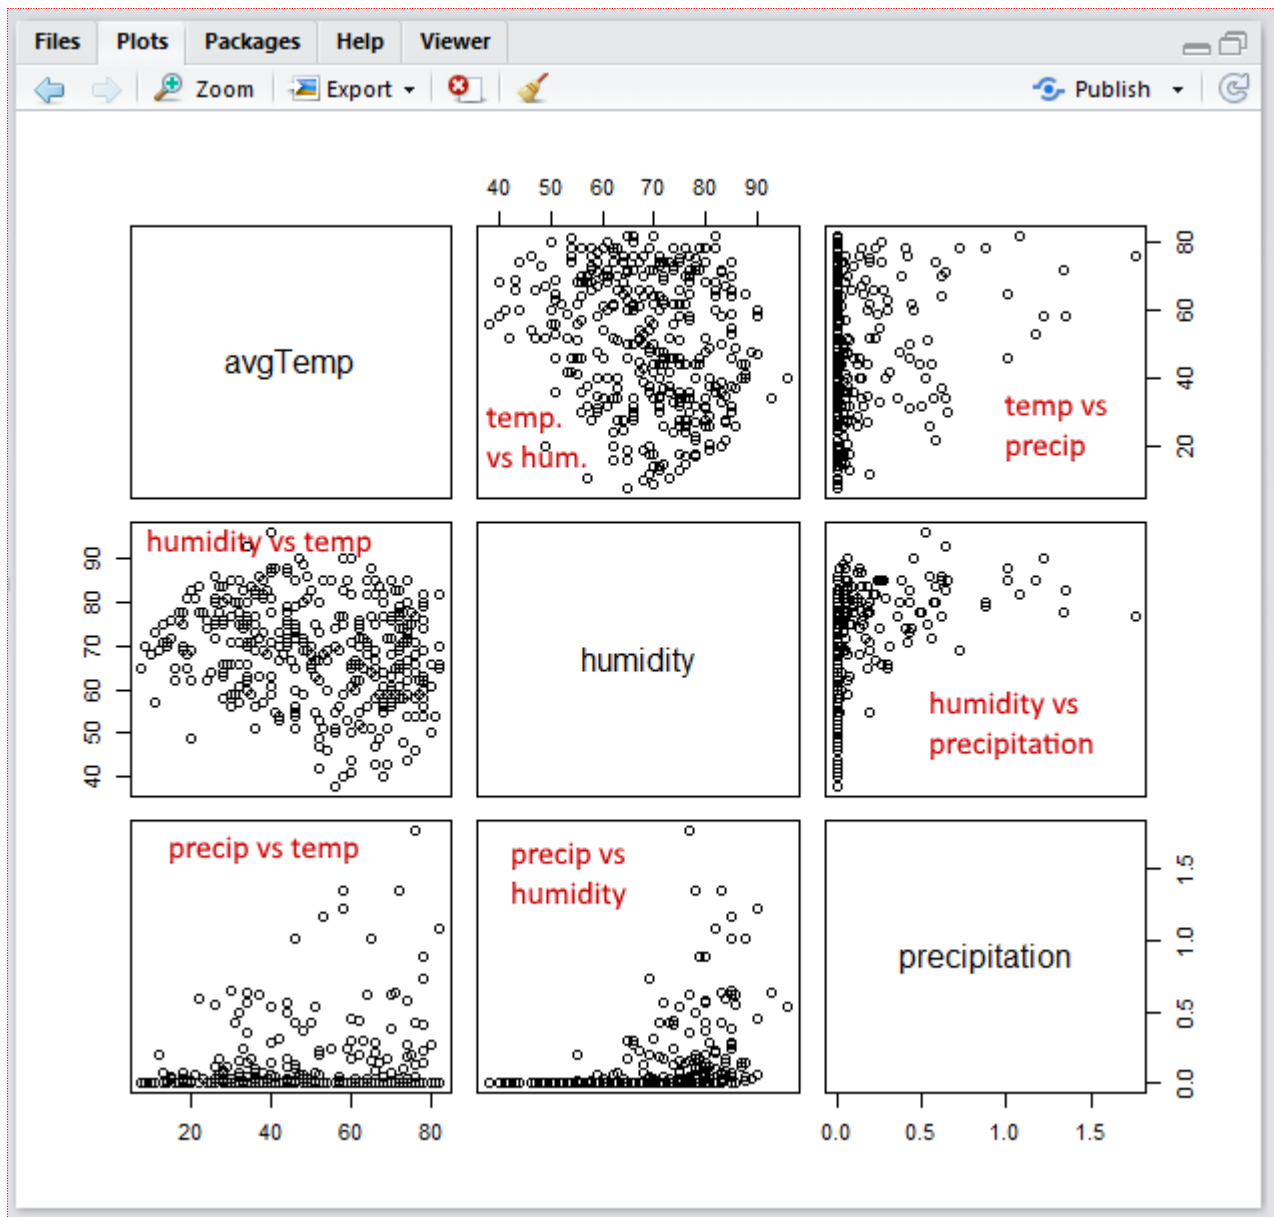 Files Plots Packages Help Viewer
Zoom Export Publish
40 50 60 70 80 90
avgTemp
temp.
vs hum.
temp vs
precip
80
60
40
20
humidity vs temp
90
80
70
60
50
40
humidity
humidity vs
precipitation
precip vs temp
precip vs
humidity
precipitation
1.5
1.0
0.5
0.0
20 40 60 80
0.0 0.5 1.0 1.5